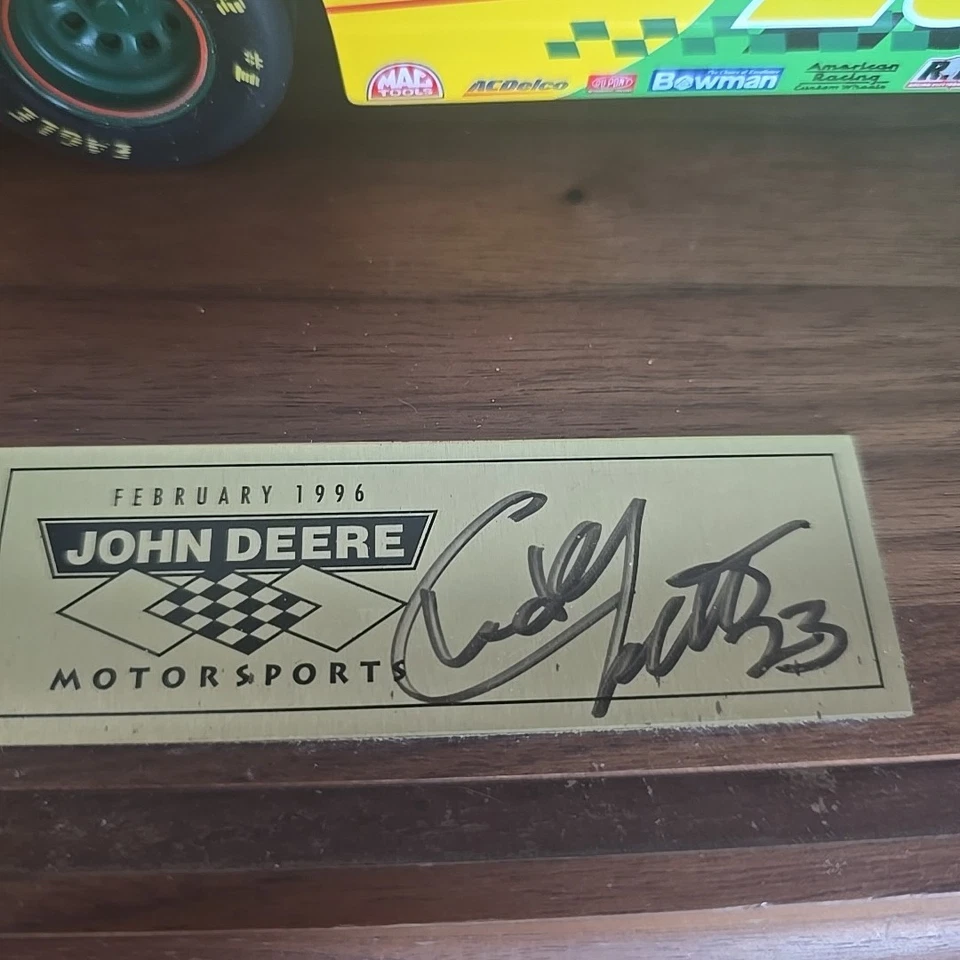 MAC TOOLS
ACDelco
DUPONT
Bowman
American
Racing
Custom Wheels
EAGLE
FEBRUARY 1996
JOHN DEERE
MOTORSPORTS
23